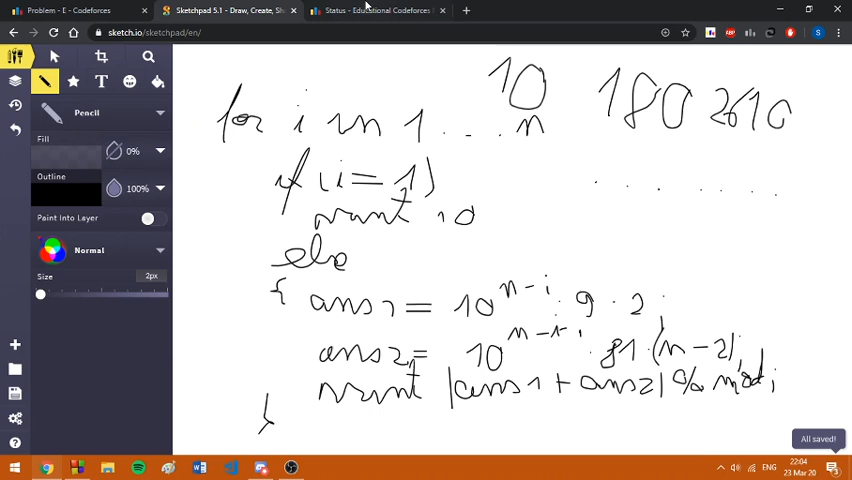 Problem - E - Codeforces
Sketchpad 5.1 - Draw, Create, Sh
Status - Educational Codeforces
sketch.io/sketchpad/en/
S
Pencil
Fill
0%
Outline
100%
Paint Into Layer
Normal
Size
2px
10 180 2610
for i in 1 . . . n
if (i == 1)
print 10
else
{ ans1 = 10^n-i . 9 . 2 ;
ans2 = 10^n-1-i . 81 . (n-2);
print (ans1 + ans2) % mod;
}
All saved!
ENG
22:04
23 Mar 20
3